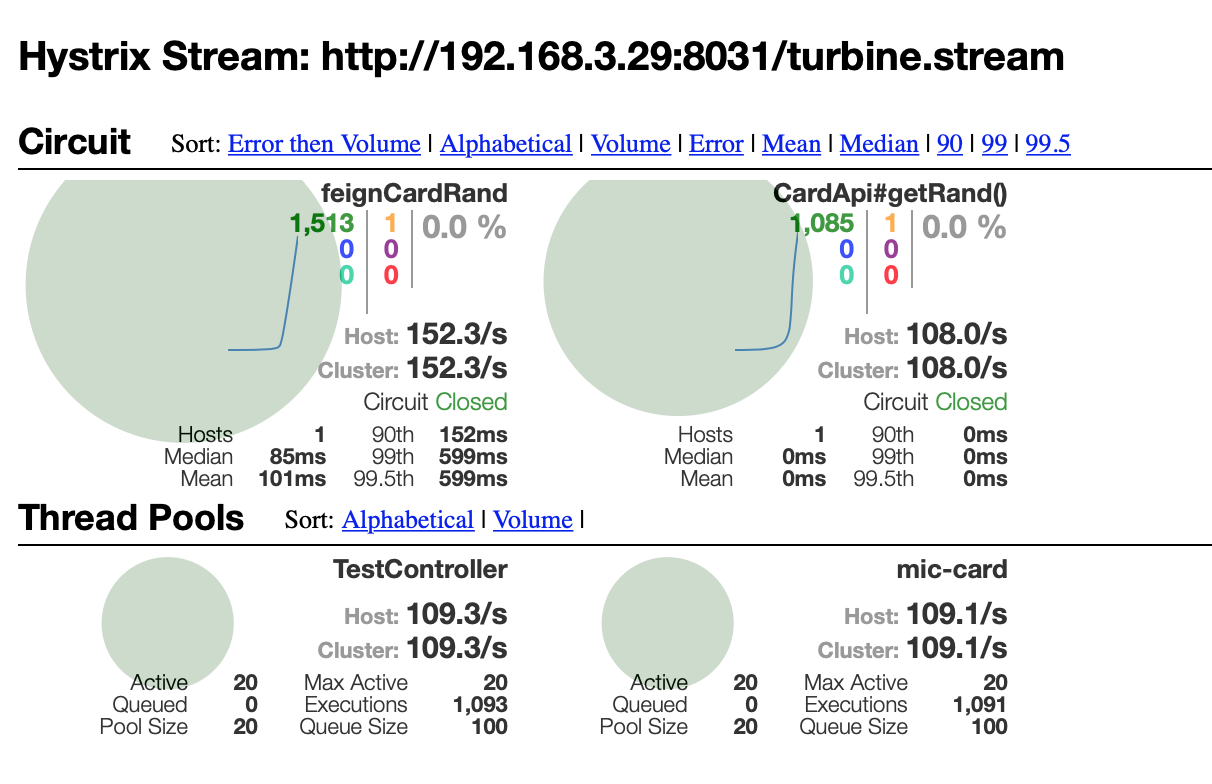 Hystrix Stream: http://192.168.3.29:8031/turbine.stream
Circuit Sort: Error then Volume | Alphabetical | Volume | Error | Mean | Median | 90 | 99 | 99.5
feignCardRand
1,513 1 0.0 %
0 0
0 0
Host: 152.3/s
Cluster: 152.3/s
Circuit Closed
Hosts 1 90th 152ms
Median 85ms 99th 599ms
Mean 101ms 99.5th 599ms
CardApi#getRand()
1,085 1 0.0 %
0 0
0 0
Host: 108.0/s
Cluster: 108.0/s
Circuit Closed
Hosts 1 90th 0ms
Median 0ms 99th 0ms
Mean 0ms 99.5th 0ms
Thread Pools Sort: Alphabetical | Volume |
TestController
Host: 109.3/s
Cluster: 109.3/s
Active 20 Max Active 20
Queued 0 Executions 1,093
Pool Size 20 Queue Size 100
mic-card
Host: 109.1/s
Cluster: 109.1/s
Active 20 Max Active 20
Queued 0 Executions 1,091
Pool Size 20 Queue Size 100